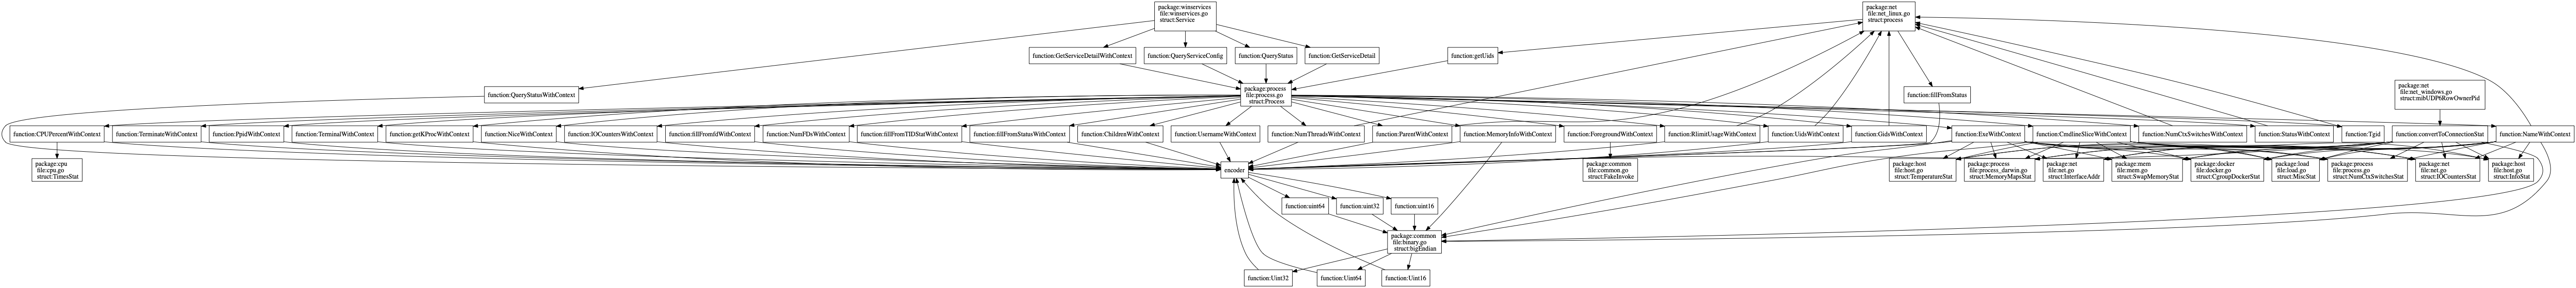 package:winservices
file:winservices.go
struct:Service
package:net
file:net_linux.go
struct:process
function:GetServiceDetailWithContext
function:QueryServiceConfig
function:QueryStatus
function:GetServiceDetail
function:getUids
function:QueryStatusWithContext
package:process
file:process.go
struct:Process
function:fillFromStatus
package:net
file:net_windows.go
struct:mibUDP6RowOwnerPid
function:CPUPercentWithContext
function:TerminateWithContext
function:PpidWithContext
function:TerminalWithContext
function:getKProcWithContext
function:NiceWithContext
function:IOCountersWithContext
function:fillFromfdWithContext
function:NumFDsWithContext
function:fillFromTIDStatWithContext
function:fillFromStatusWithContext
function:ChildrenWithContext
function:UsernameWithContext
function:NumThreadsWithContext
function:ParentWithContext
function:MemoryInfoWithContext
function:ForegroundWithContext
function:RlimitUsageWithContext
function:UidsWithContext
function:GidsWithContext
function:ExeWithContext
function:CmdlineSliceWithContext
function:NumCtxSwitchesWithContext
function:StatusWithContext
function:Tgid
function:convertToConnectionStat
function:NameWithContext
package:cpu
file:cpu.go
struct:TimesStat
encoder
package:common
file:common.go
struct:FakeInvoke
package:host
file:host.go
struct:TemperatureStat
package:process
file:process_darwin.go
struct:MemoryMapsStat
package:net
file:net.go
struct:InterfaceAddr
package:mem
file:mem.go
struct:SwapMemoryStat
package:docker
file:docker.go
struct:CgroupDockerStat
package:load
file:load.go
struct:MiscStat
package:process
file:process.go
struct:NumCtxSwitchesStat
package:net
file:net.go
struct:IOCountersStat
package:host
file:host.go
struct:InfoStat
function:uint64
function:uint32
function:uint16
package:common
file:binary.go
struct:bigEndian
function:Uint32
function:Uint64
function:Uint16